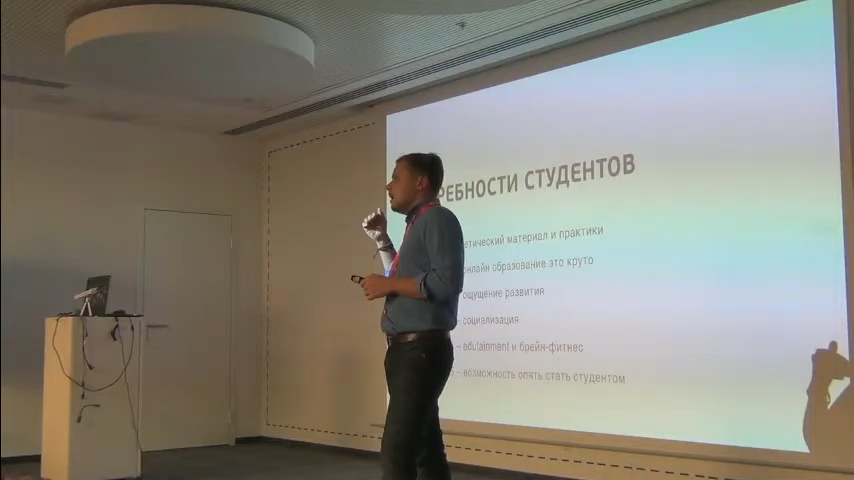 РЕБНОСТИ СТУДЕНТОВ
етический материал и практики
онлайн образование это круто
ощущение развития
– социализация
– edutainment и брейн-фитнес
– возможность опять стать студентом